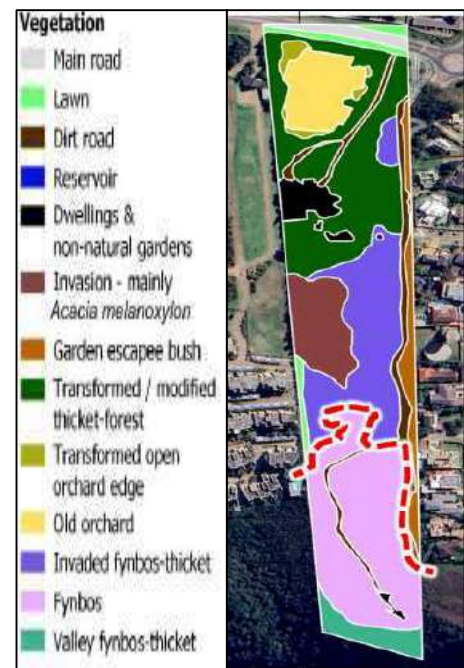 Vegetation
Main road
Lawn
Dirt road
Reservoir
Dwellings &
non-natural gardens
Invasion - mainly
Acacia melanoxylon
Garden escapee bush
Transformed / modified
thicket-forest
Transformed open
orchard edge
Old orchard
Invaded fynbos-thicket
Fynbos
Valley fynbos-thicket